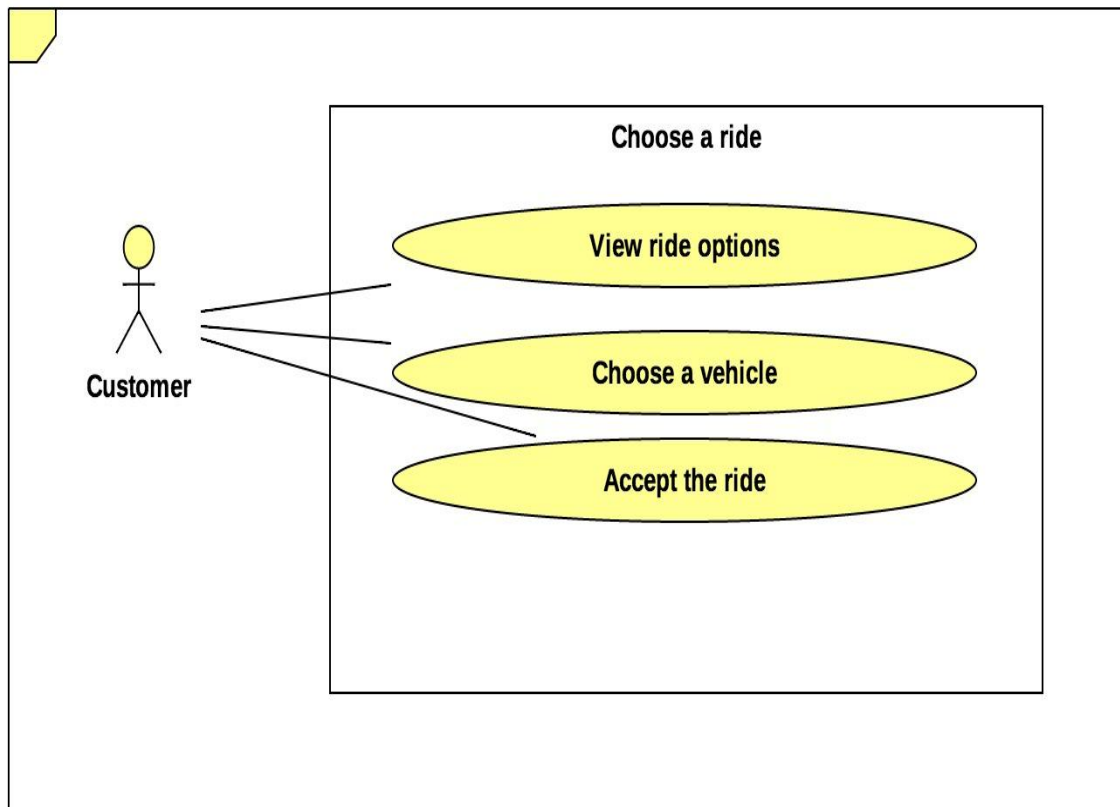 Choose a ride
View ride options
Choose a vehicle
Customer
Accept the ride